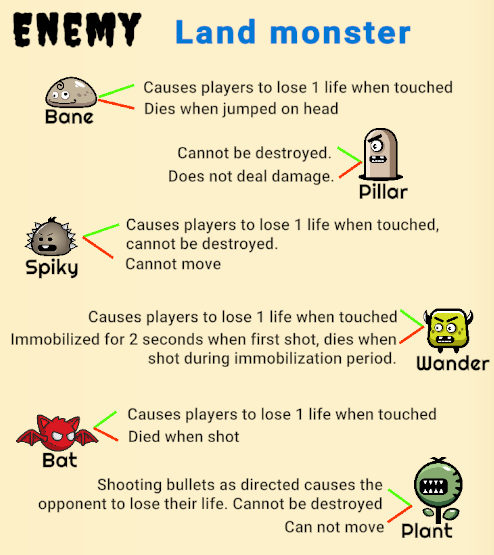 ENEMY Land monster
Causes players to lose 1 life when touched
Dies when jumped on head
Bane
Cannot be destroyed.
Does not deal damage.
Pillar
Causes players to lose 1 life when touched,
cannot be destroyed.
Cannot move
Spiky
Causes players to lose 1 life when touched
Immobilized for 2 seconds when first shot, dies when
shot during immobilization period.
Wander
Causes players to lose 1 life when touched
Died when shot
Bat
Shooting bullets as directed causes the
opponent to lose their life. Cannot be destroyed
Can not move
Plant